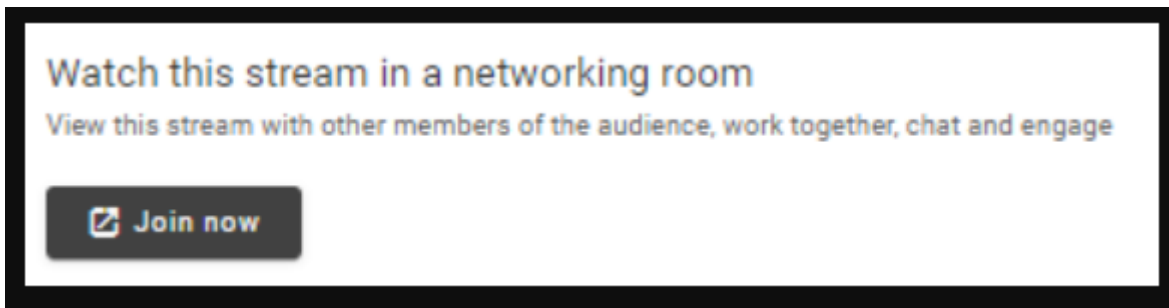 Watch this stream in a networking room
View this stream with other members of the audience, work together, chat and engage
Join now